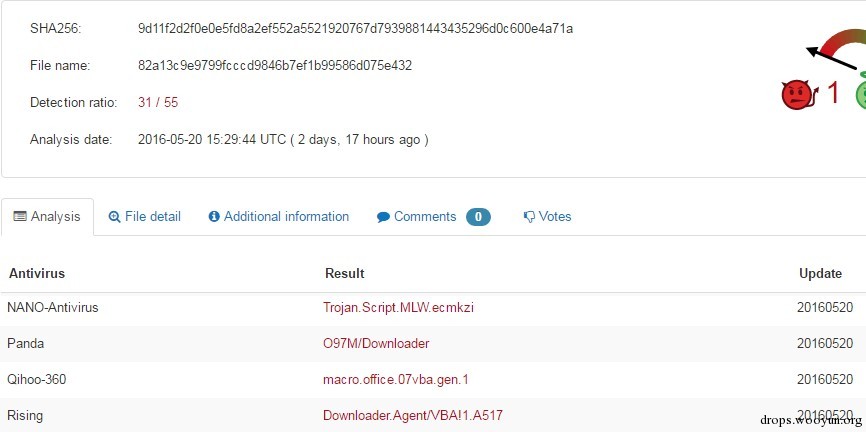 SHA256: 9d11f2d2f0e0e5fd8a2ef552a5521920767d7939881443435296d0c600e4a71a
File name: 82a13c9e9799fcccd9846b7ef1b99586d075e432
Detection ratio: 31 / 55
Analysis date: 2016-05-20 15:29:44 UTC ( 2 days, 17 hours ago )
1
Analysis File detail Additional information Comments 0 Votes
Antivirus Result Update
NANO-Antivirus Trojan.Script.MLW.ecmkzi 20160520
Panda O97M/Downloader 20160520
Qihoo-360 macro.office.07vba.gen.1 20160520
Rising Downloader.Agent/VBA!1.A517 20160520
drops.wooyun.org